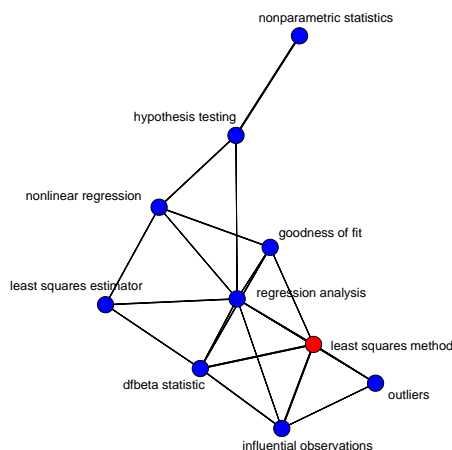 nonparametric statistics
hypothesis testing
nonlinear regression
goodness of fit
least squares estimator
regression analysis
least squares method
dfbeta statistic
outliers
influential observations